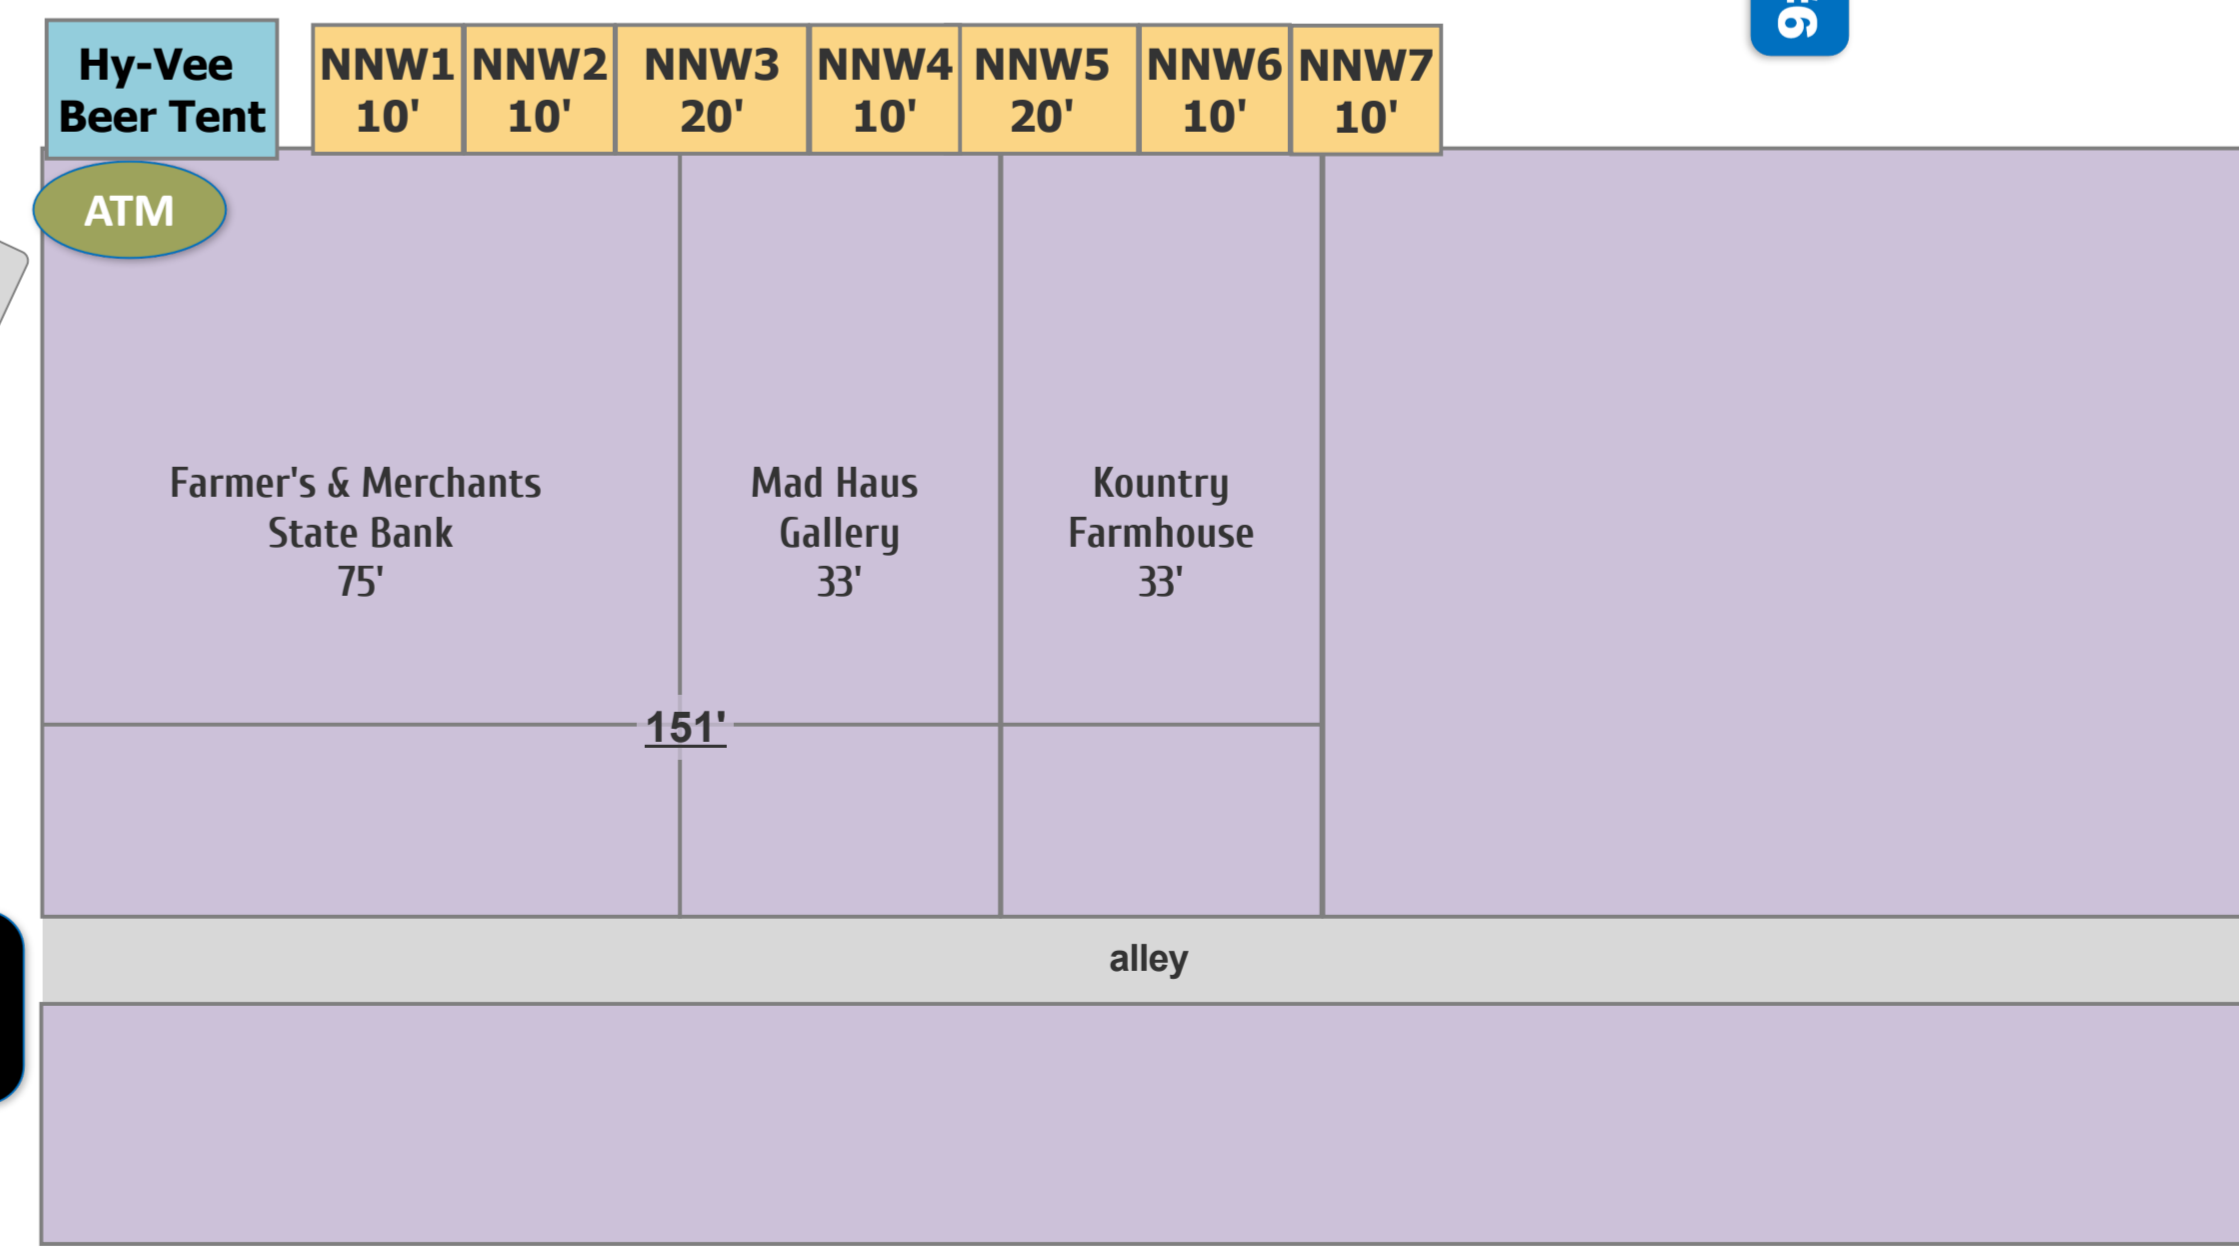 Hy-Vee
Beer Tent
NNW1
10'
NNW2
10'
NNW3
20'
NNW4
10'
NNW5
20'
NNW6
10'
NNW7
10'
ATM
Farmer's & Merchants
State Bank
75'
Mad Haus
Gallery
33'
Kountry
Farmhouse
33'
151'
alley